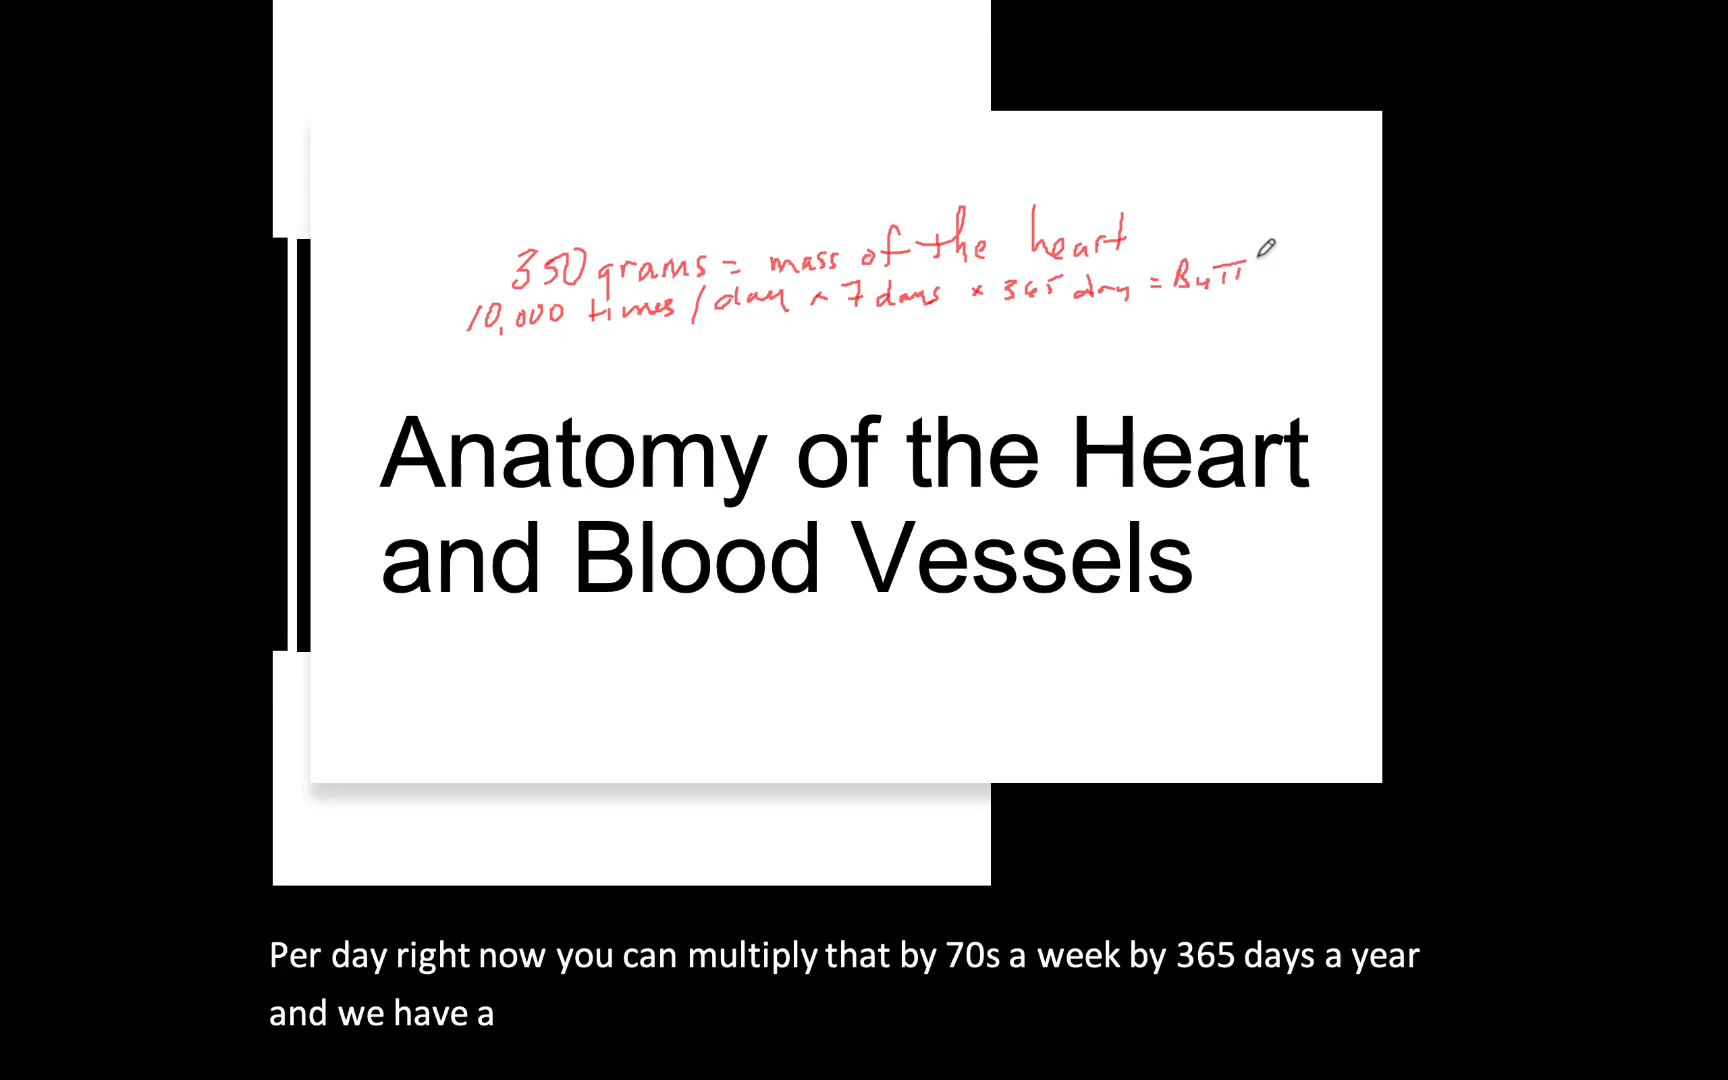 350 grams = mass of the heart
10,000 times / day × 7 days × 365 day =
Anatomy of the Heart
and Blood Vessels
Per day right now you can multiply that by 70s a week by 365 days a year
and we have a